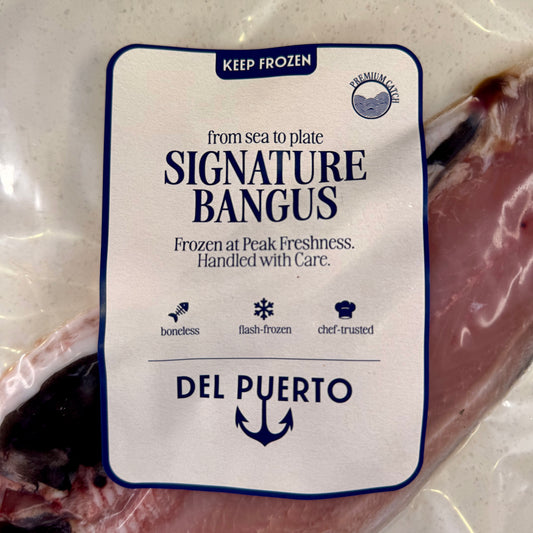 KEEP FROZEN
PREMIUM CATCH
from sea to plate
SIGNATURE
BANGUS
Frozen at Peak Freshness.
Handled with Care.
boneless
flash-frozen
chef-trusted
DEL PUERTO